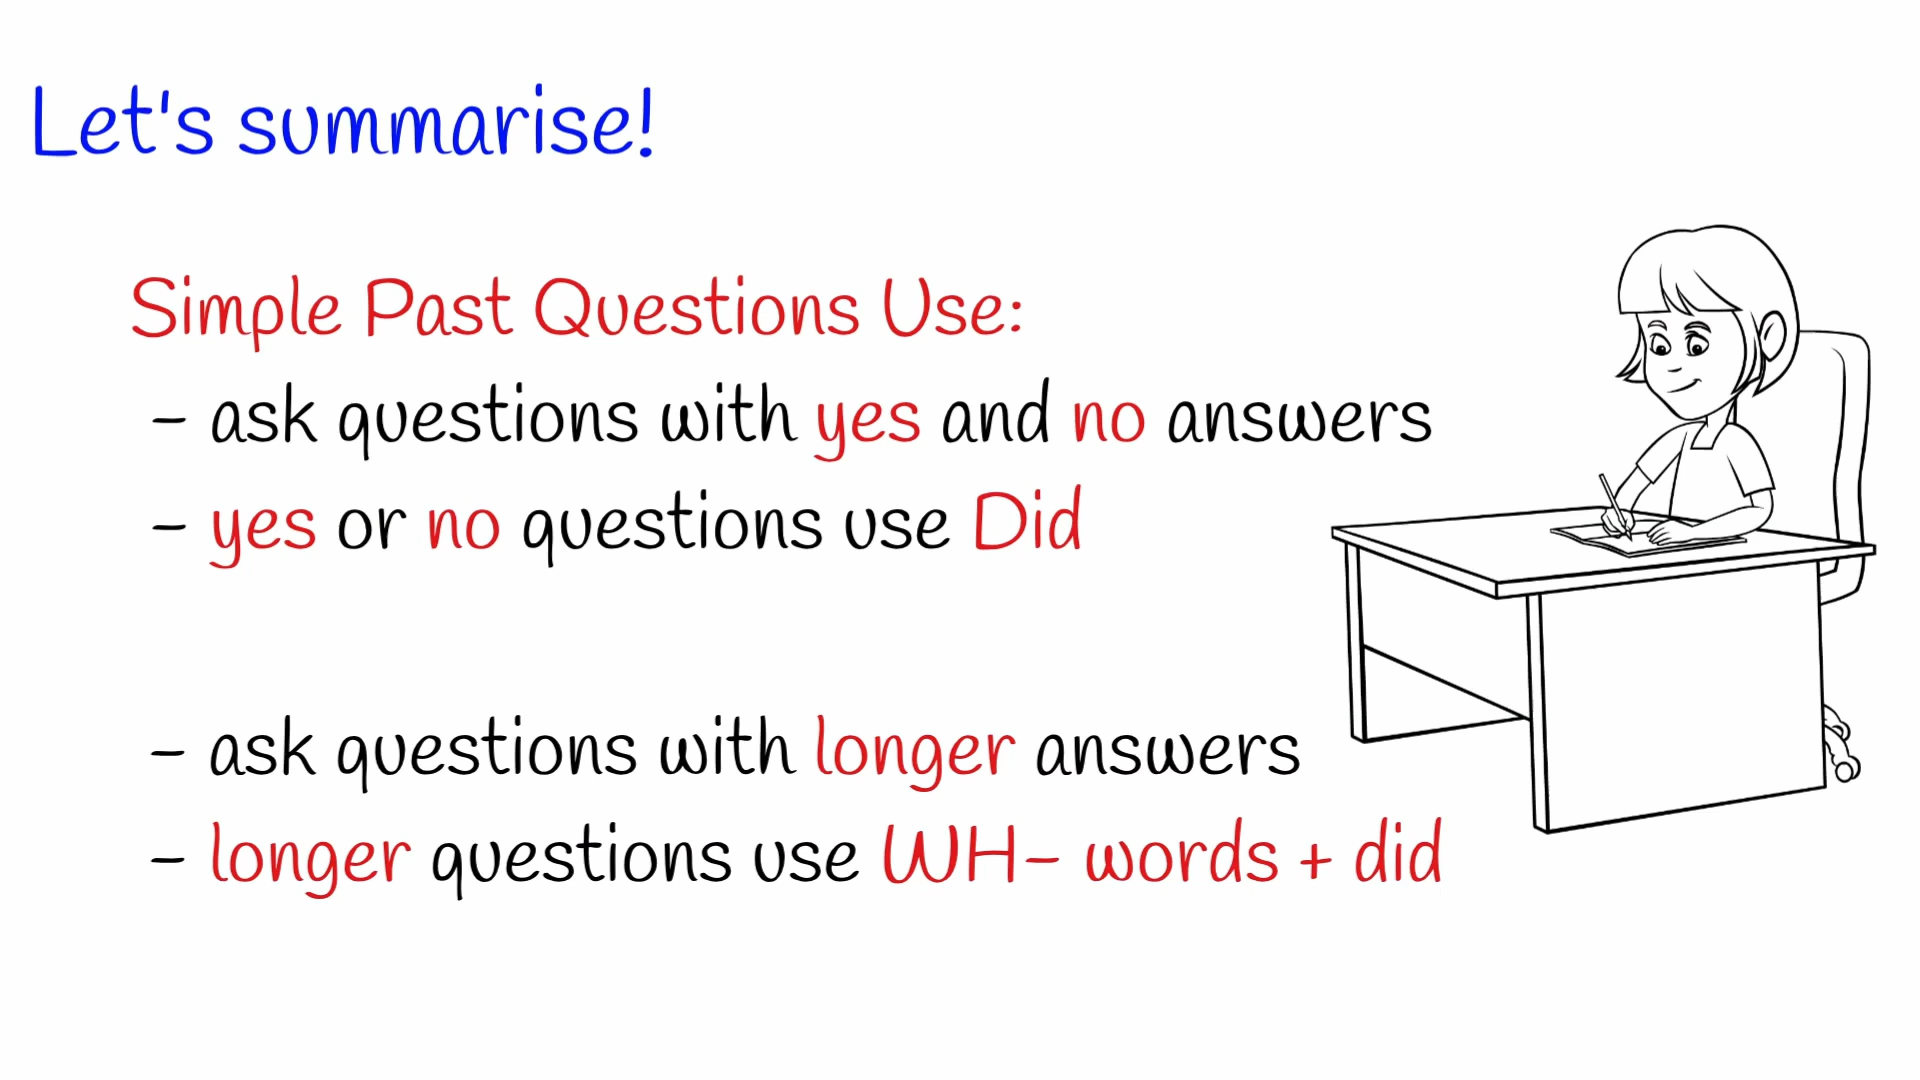 Let's summarise!
Simple Past Questions Use:
- ask questions with yes and no answers
- yes or no questions use Did
- ask questions with longer answers
- longer questions use WH- words + did